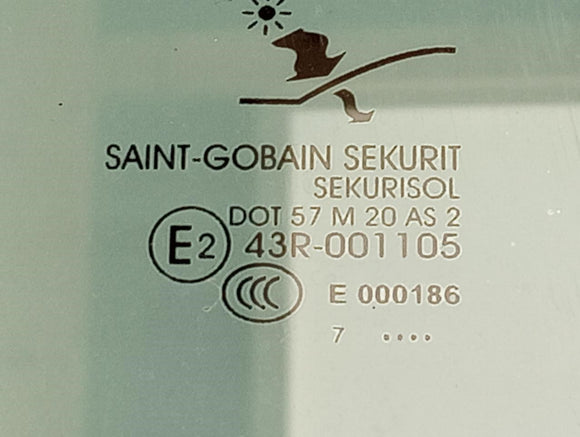 SAINT-GOBAIN SEKURIT
SEKURISOL
DOT 57 M 20 AS 2
E2 43R-001105
CCC E 000186
7 ....